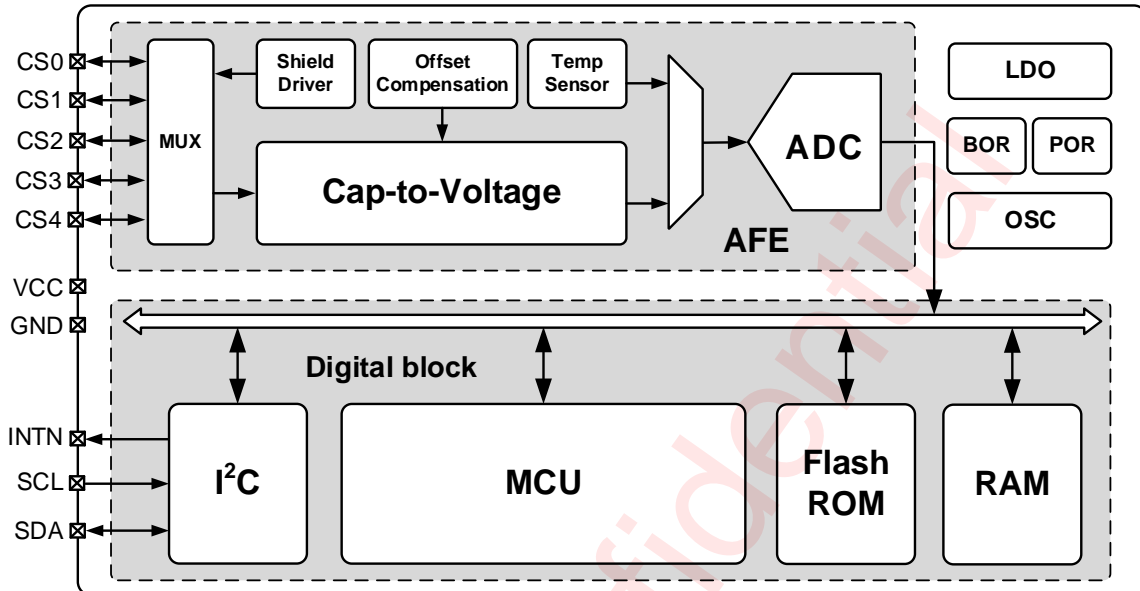 CS0
CS1
CS2
CS3
CS4
VCC
GND
INTN
SCL
SDA
MUX
Shield
Driver
Offset
Compensation
Temp
Sensor
Cap-to-Voltage
ADC
AFE
LDO
BOR
POR
OSC
Digital block
I²C
MCU
Flash
ROM
RAM
fidential